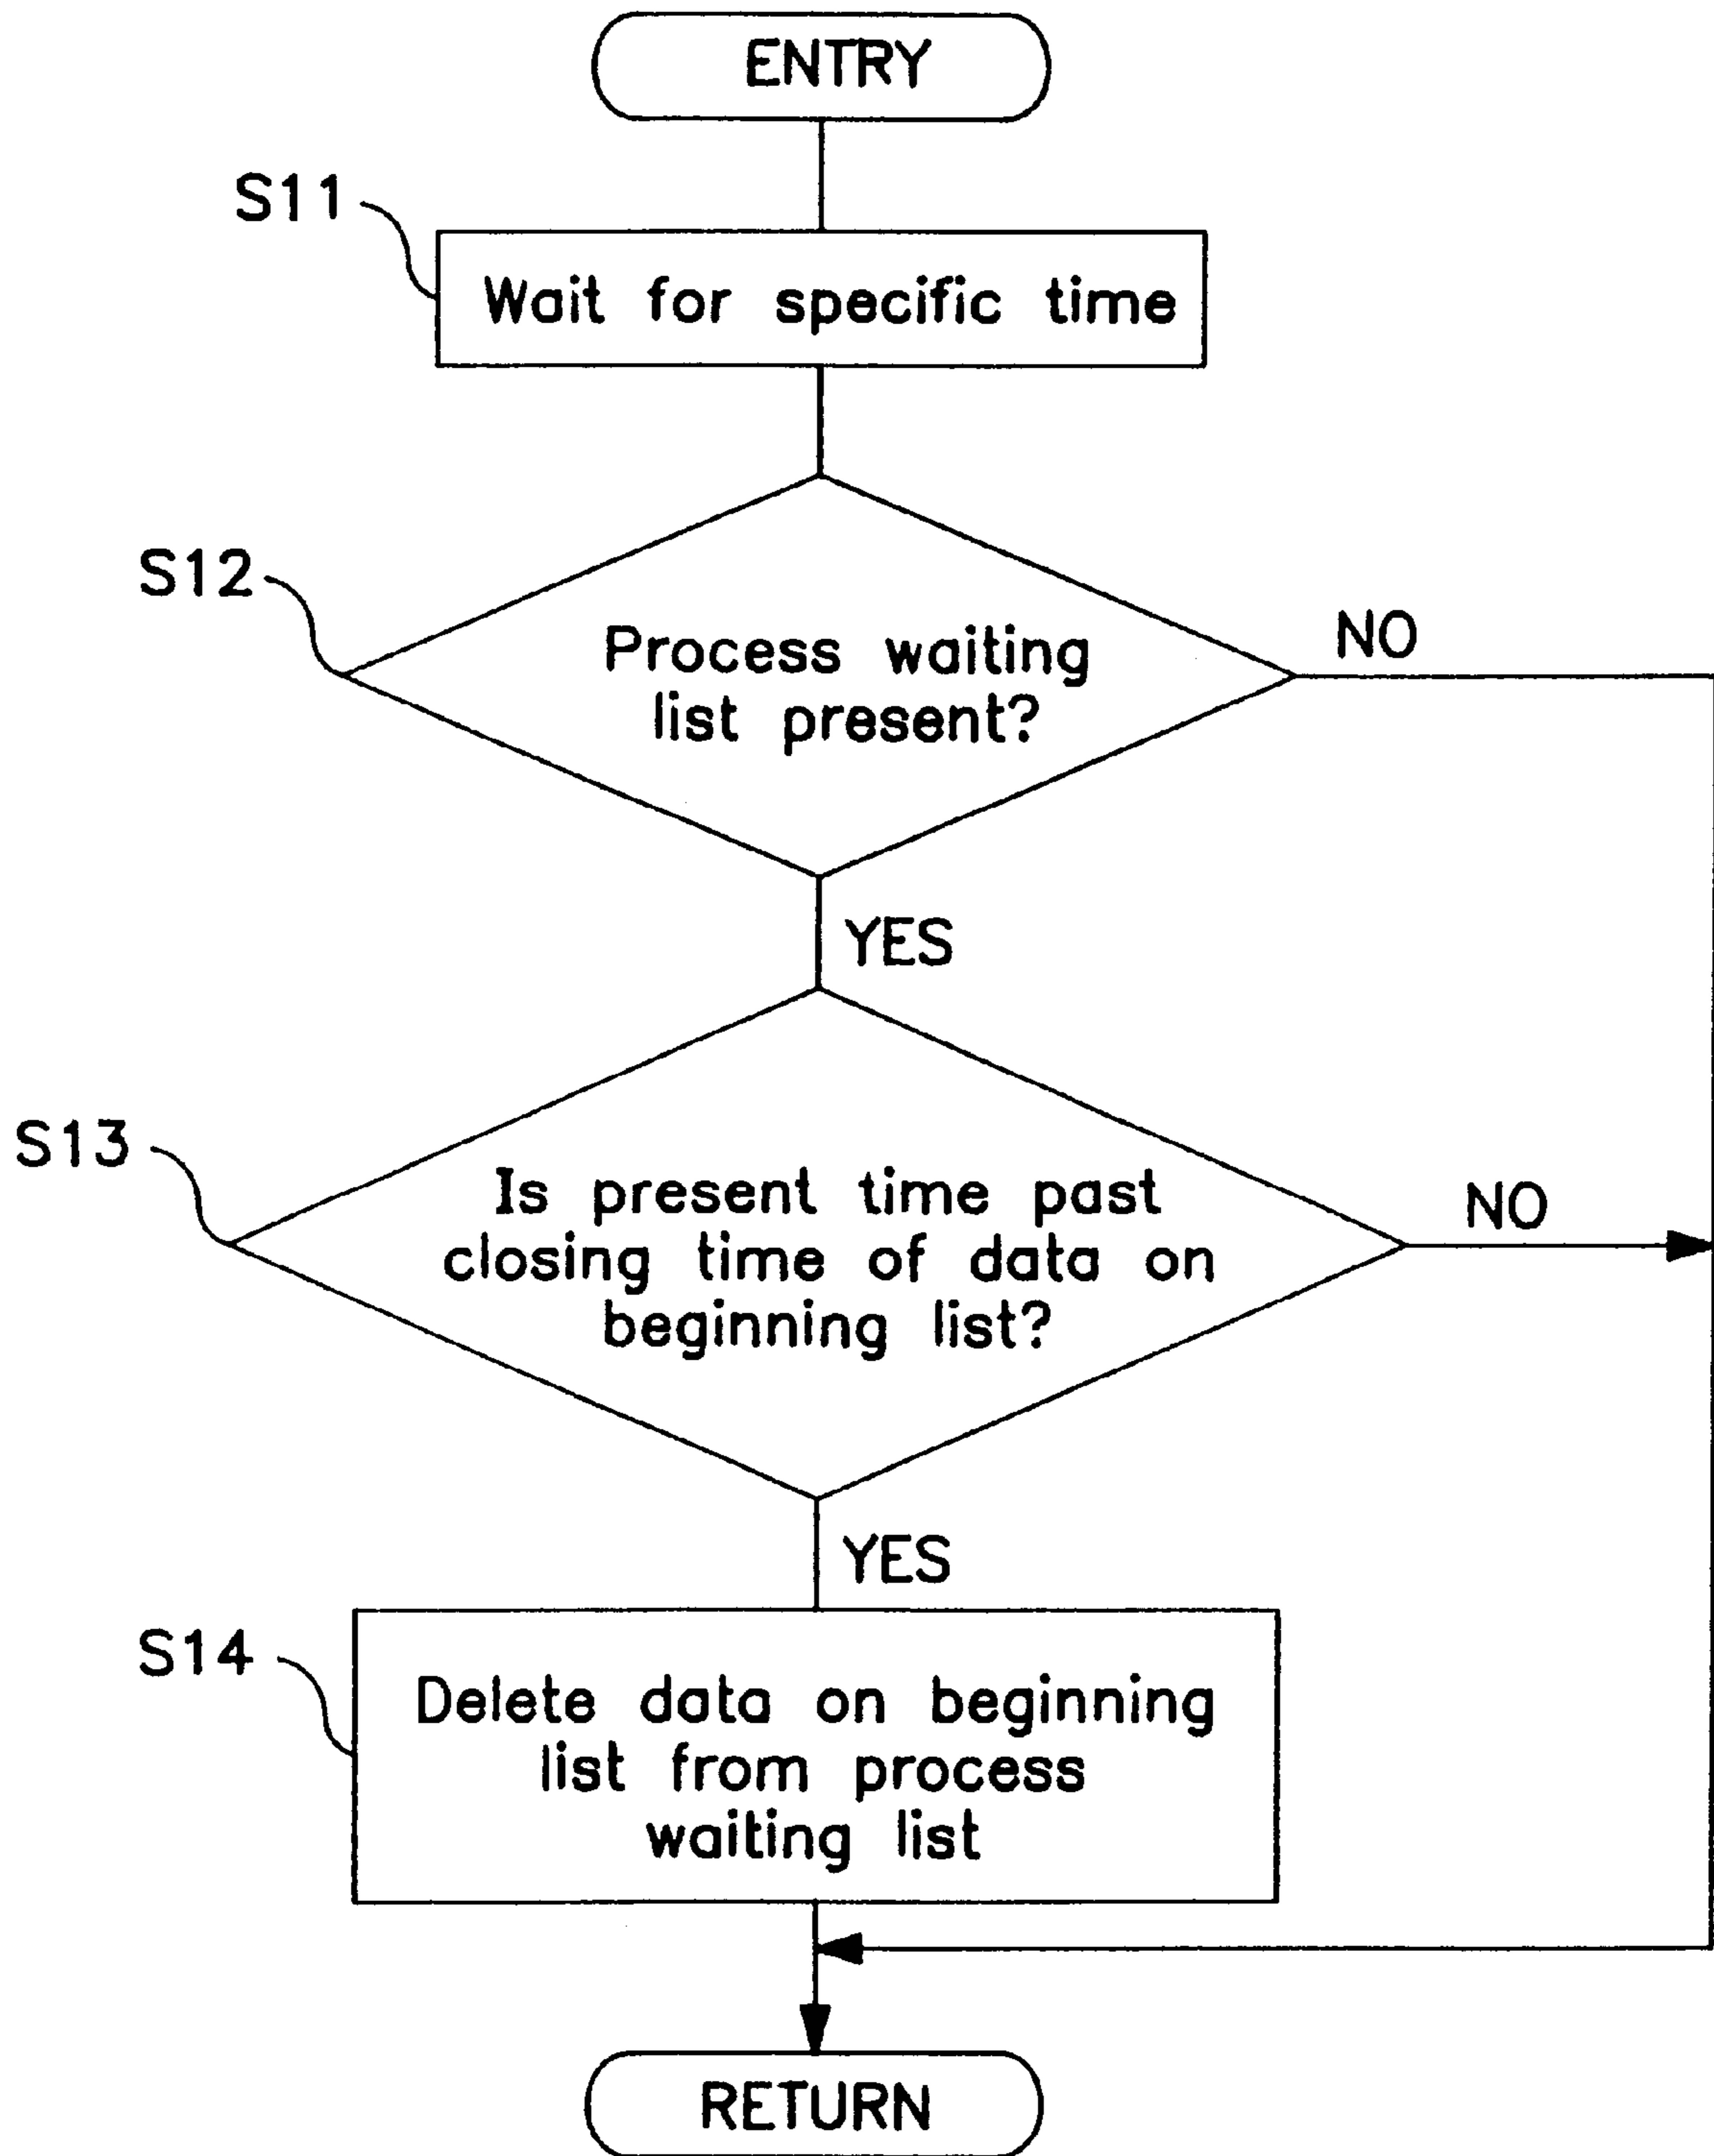 ENTRY
S11
Wait for specific time
S12
Process waiting
list present?
NO
YES
S13
Is present time past
closing time of data on
beginning list?
NO
YES
S14
Delete data on beginning
list from process
waiting list
RETURN